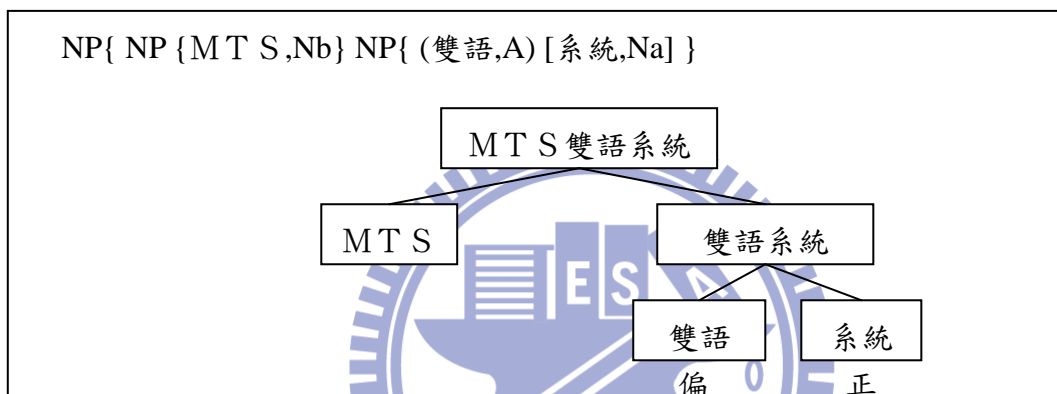 NP{ NP {ＭＴＳ,Nb} NP{ (雙語,A) [系統,Na] }
ＭＴＳ雙語系統
ＭＴＳ 雙語系統
ESA
雙語 系統
偏 正